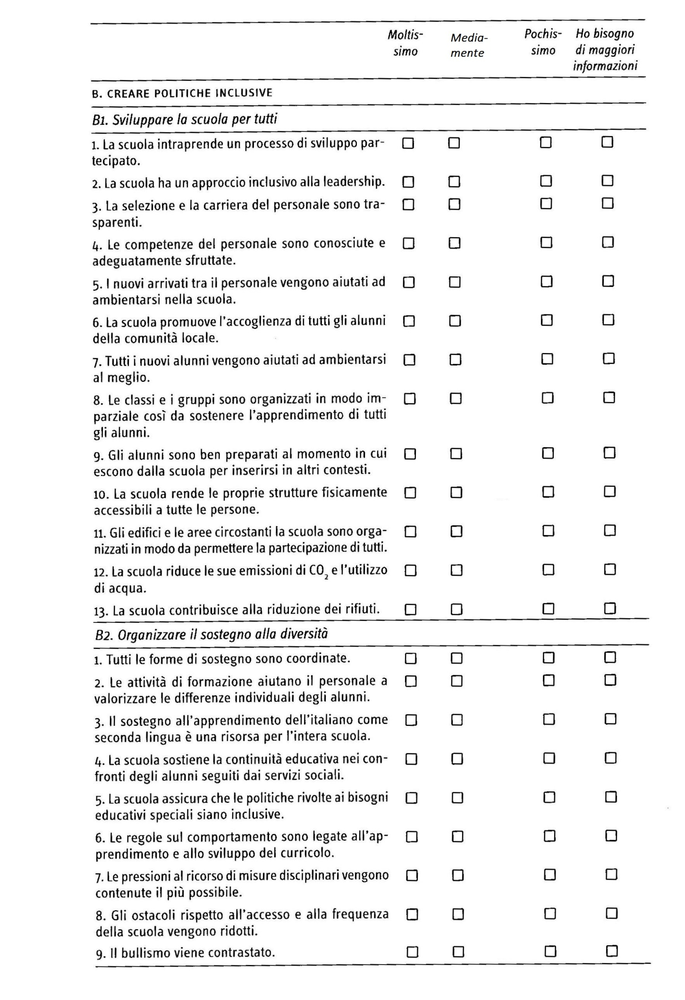 Moltis-
simo
Media-
mente
Pochis-
simo
Ho bisogno
di maggiori
informazioni
B. CREARE POLITICHE INCLUSIVE
B1. Sviluppare la scuola per tutti
1. La scuola intraprende un processo di sviluppo par-
tecipato.
2. La scuola ha un approccio inclusivo alla leadership.
3. La selezione e la carriera del personale sono tra-
sparenti.
4. Le competenze del personale sono conosciute e
adeguatamente sfruttate.
5. I nuovi arrivati tra il personale vengono aiutati ad
ambientarsi nella scuola.
6. La scuola promuove l'accoglienza di tutti gli alunni
della comunità locale.
7. Tutti i nuovi alunni vengono aiutati ad ambientarsi
al meglio.
8. Le classi e i gruppi sono organizzati in modo im-
parziale così da sostenere l'apprendimento di tutti
gli alunni.
9. Gli alunni sono ben preparati al momento in cui
escono dalla scuola per inserirsi in altri contesti.
10. La scuola rende le proprie strutture fisicamente
accessibili a tutte le persone.
11. Gli edifici e le aree circostanti la scuola sono orga-
nizzati in modo da permettere la partecipazione di tutti.
12. La scuola riduce le sue emissioni di CO₂ e l'utilizzo
di acqua.
13. La scuola contribuisce alla riduzione dei rifiuti.
B2. Organizzare il sostegno alla diversità
1. Tutti le forme di sostegno sono coordinate.
2. Le attività di formazione aiutano il personale a
valorizzare le differenze individuali degli alunni.
3. Il sostegno all'apprendimento dell'italiano come
seconda lingua è una risorsa per l'intera scuola.
4. La scuola sostiene la continuità educativa nei con-
fronti degli alunni seguiti dai servizi sociali.
5. La scuola assicura che le politiche rivolte ai bisogni
educativi speciali siano inclusive.
6. Le regole sul comportamento sono legate all'ap-
prendimento e allo sviluppo del curricolo.
7. Le pressioni al ricorso di misure disciplinari vengono
contenute il più possibile.
8. Gli ostacoli rispetto all'accesso e alla frequenza
della scuola vengono ridotti.
9. Il bullismo viene contrastato.